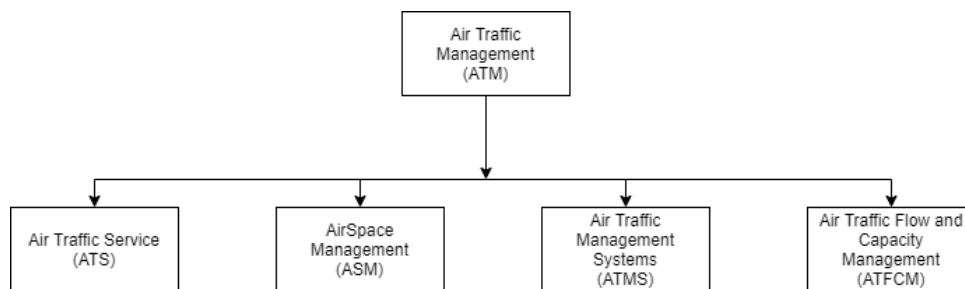 Air Traffic
Management
(ATM)
Air Traffic Service
(ATS)
AirSpace
Management
(ASM)
Air Traffic
Management
Systems
(ATMS)
Air Traffic Flow and
Capacity
Management
(ATFCM)